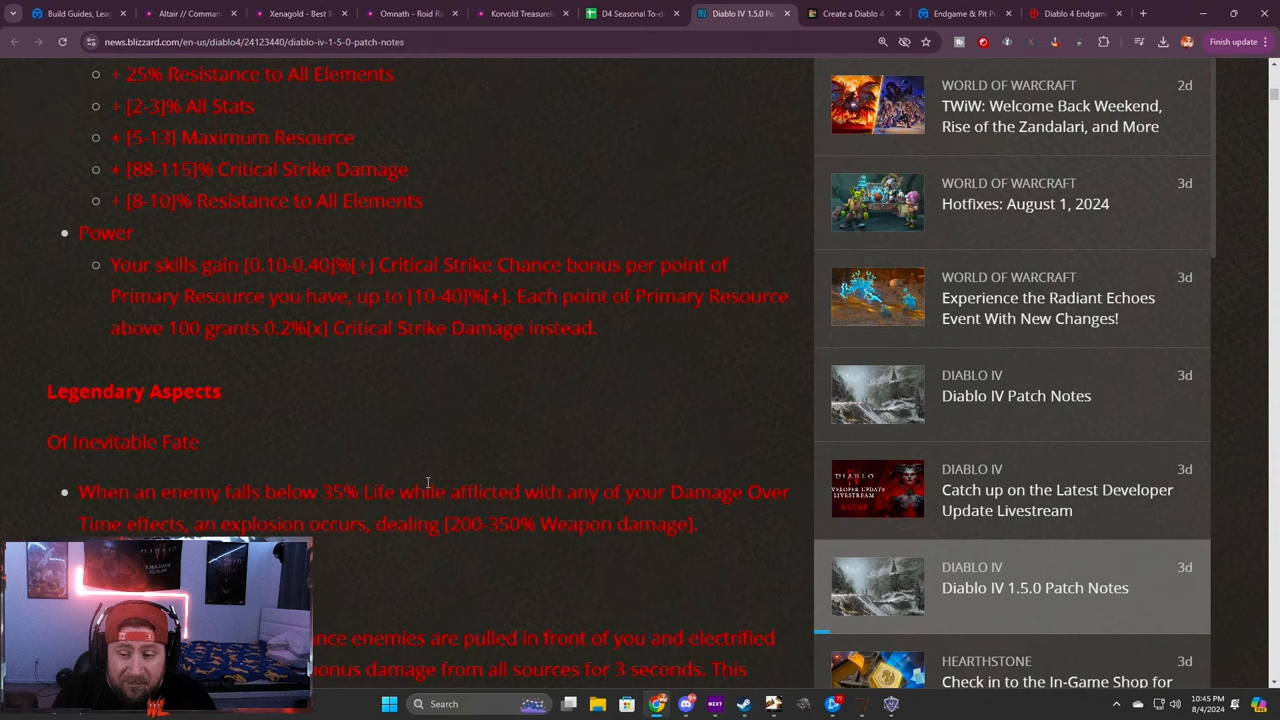 Build Guides, Leag
Altair // Comman
Xenagold - Best X
Omnath - Roid Ra
Korvold Treasurela
D4 Seasonal To-d
Diablo IV 1.5.0 Pa
Create a Diablo 4
Endgame & Pit Pu
Diablo 4 Endgame
news.blizzard.com/en-us/diablo4/24123440/diablo-iv-1-5-0-patch-notes
Finish update
+ 25% Resistance to All Elements
+ [2-3]% All Stats
+ [5-13] Maximum Resource
+ [88-115]% Critical Strike Damage
+ [8-10]% Resistance to All Elements
Power
Your skills gain [0.10-0.40]%[+] Critical Strike Chance bonus per point of
Primary Resource you have, up to [10-40]%[+]. Each point of Primary Resource
above 100 grants 0.2%[x] Critical Strike Damage instead.
Legendary Aspects
Of Inevitable Fate
When an enemy falls below 35% Life while afflicted with any of your Damage Over
Time effects, an explosion occurs, dealing [200-350% Weapon damage].
ance enemies are pulled in front of you and electrified
bonus damage from all sources for 3 seconds. This
WORLD OF WARCRAFT 2d
TWiW: Welcome Back Weekend,
Rise of the Zandalari, and More
WORLD OF WARCRAFT 3d
Hotfixes: August 1, 2024
WORLD OF WARCRAFT 3d
Experience the Radiant Echoes
Event With New Changes!
DIABLO IV 3d
Diablo IV Patch Notes
DIABLO IV 3d
Catch up on the Latest Developer
Update Livestream
DIABLO IV 3d
Diablo IV 1.5.0 Patch Notes
HEARTHSTONE 3d
Check in to the In-Game Shop for
Search
NEXT
10:45 PM
8/4/2024